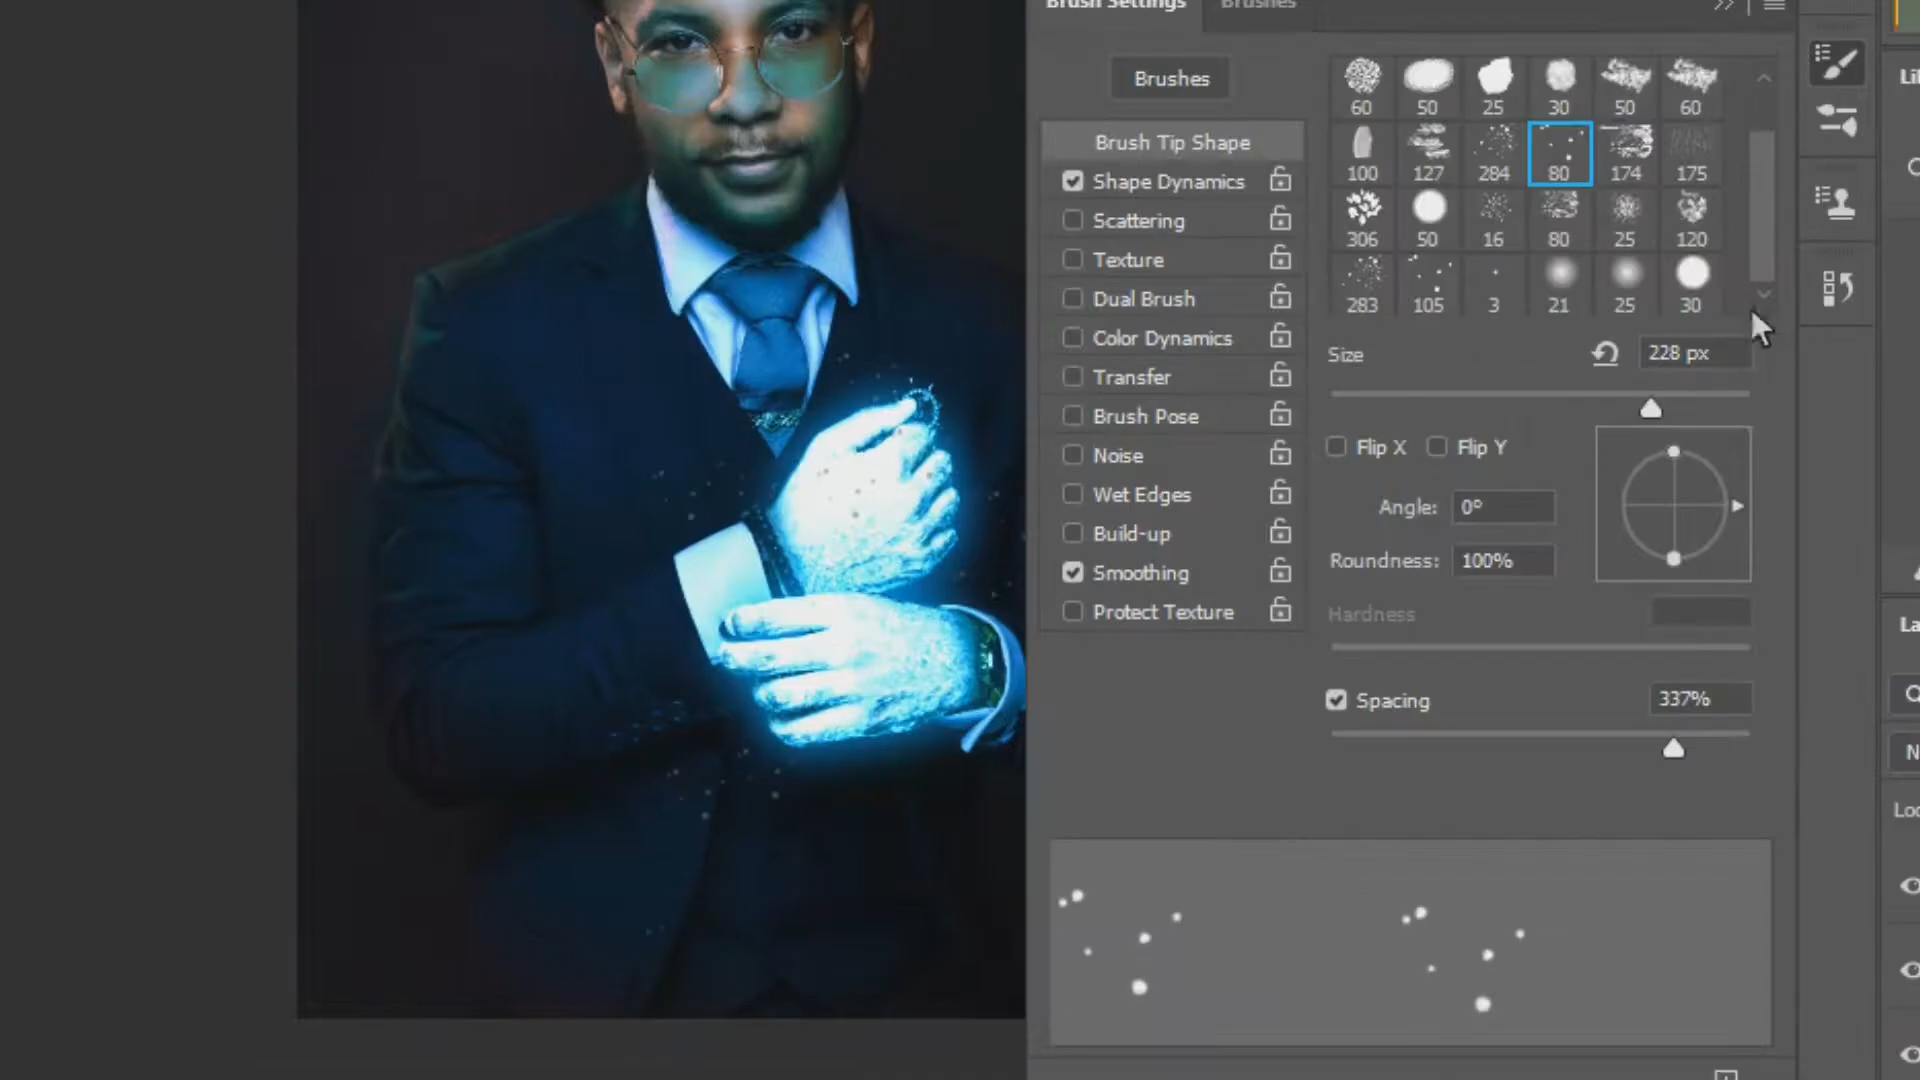 Brush Settings Brushes
Brushes
60 50 25 30 50 60
100 127 284 80 174 175
306 50 16 80 25 120
283 105 3 21 25 30
Brush Tip Shape
Shape Dynamics
Scattering
Texture
Dual Brush
Color Dynamics
Transfer
Brush Pose
Noise
Wet Edges
Build-up
Smoothing
Protect Texture
Size 228 px
Flip X Flip Y
Angle: 0°
Roundness: 100%
Hardness
Spacing 337%